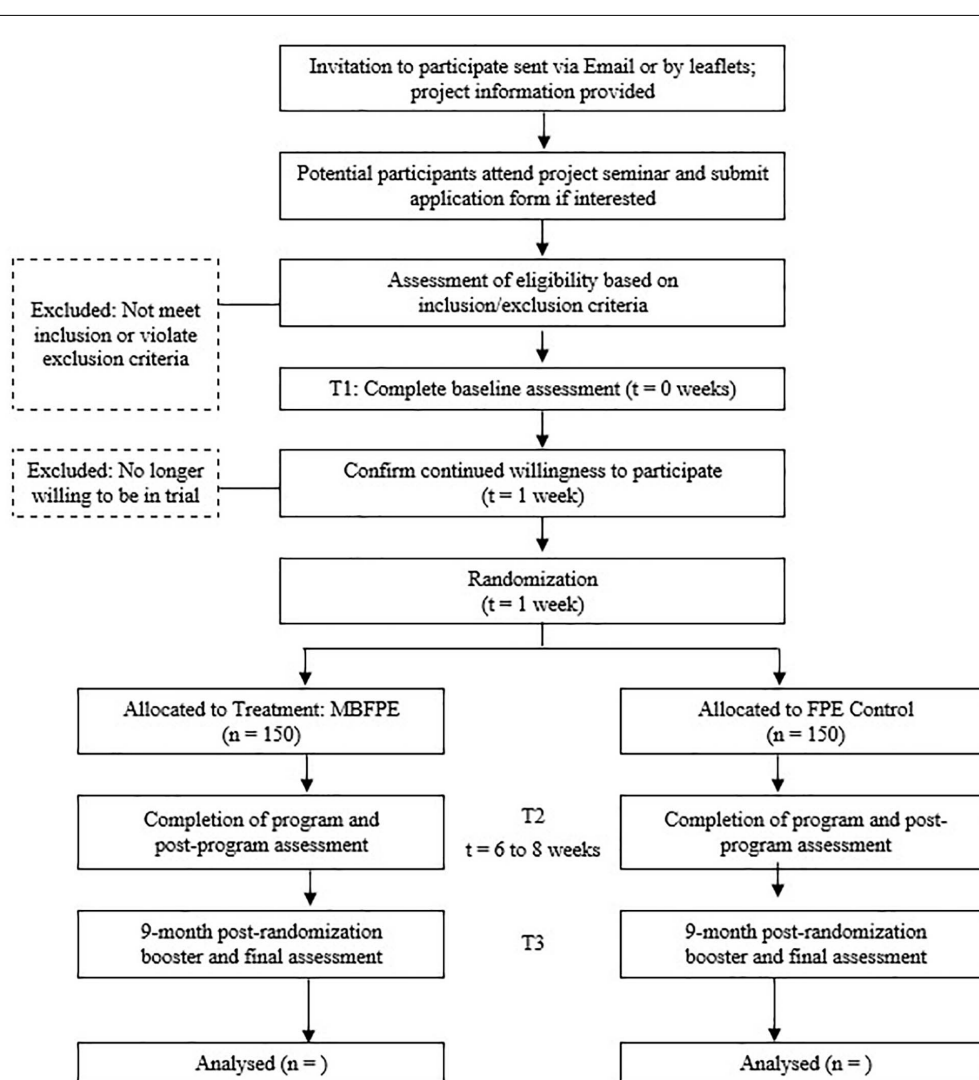 Invitation to participate sent via Email or by leaflets;
project information provided
Potential participants attend project seminar and submit
application form if interested
Assessment of eligibility based on
inclusion/exclusion criteria
Excluded: Not meet
inclusion or violate
exclusion criteria
T1: Complete baseline assessment (t = 0 weeks)
Confirm continued willingness to participate
(t = 1 week)
Excluded: No longer
willing to be in trial
Randomization
(t = 1 week)
Allocated to Treatment: MBFPE
(n = 150)
Allocated to FPE Control
(n = 150)
Completion of program and
post-program assessment
T2
t = 6 to 8 weeks
Completion of program and post-
program assessment
9-month post-randomization
booster and final assessment
T3
9-month post-randomization
booster and final assessment
Analysed (n = )
Analysed (n = )